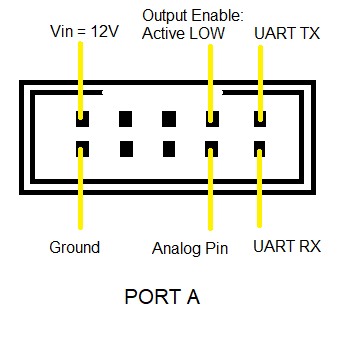 Vin = 12V
Output Enable:
Active LOW
UART TX
Ground
Analog Pin
UART RX
PORT A